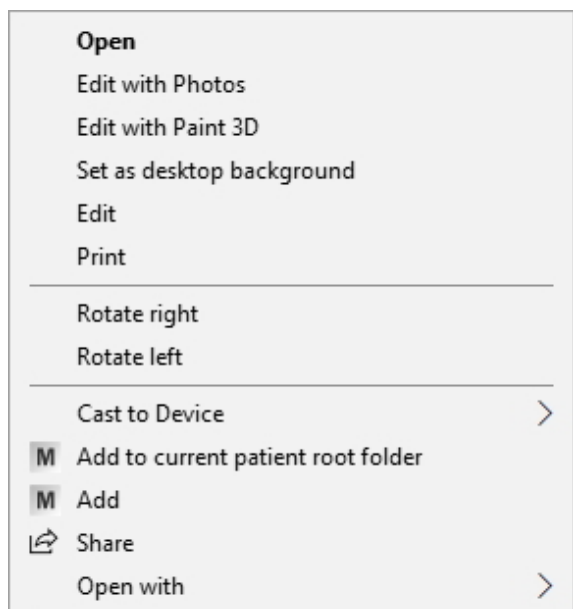 Open
Edit with Photos
Edit with Paint 3D
Set as desktop background
Edit
Print
Rotate right
Rotate left
Cast to Device
M Add to current patient root folder
M Add
Share
Open with